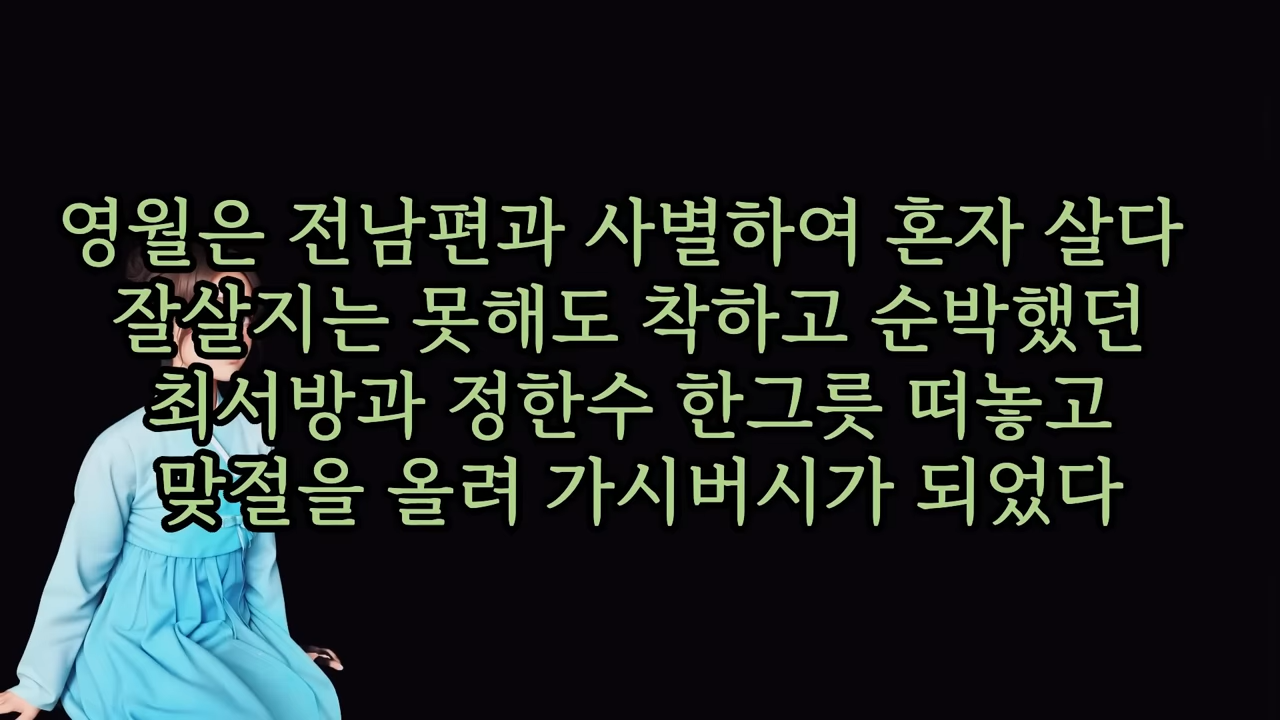 영월은 전남편과 사별하여 혼자 살다
잘살지는 못해도 착하고 순박했던
최서방과 정한수 한그릇 떠놓고
맞절을 올려 가시버시가 되었다